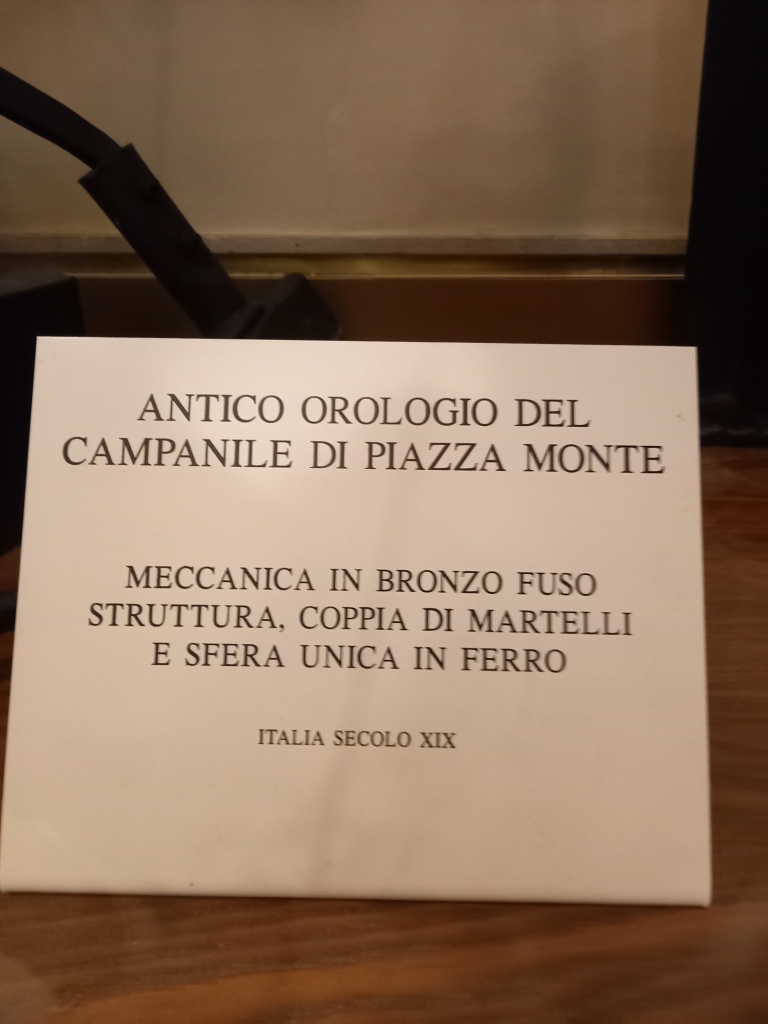 ANTICO OROLOGIO DEL
CAMPANILE DI PIAZZA MONTE
MECCANICA IN BRONZO FUSO
STRUTTURA, COPPIA DI MARTELLI
E SFERA UNICA IN FERRO
ITALIA SECOLO XIX